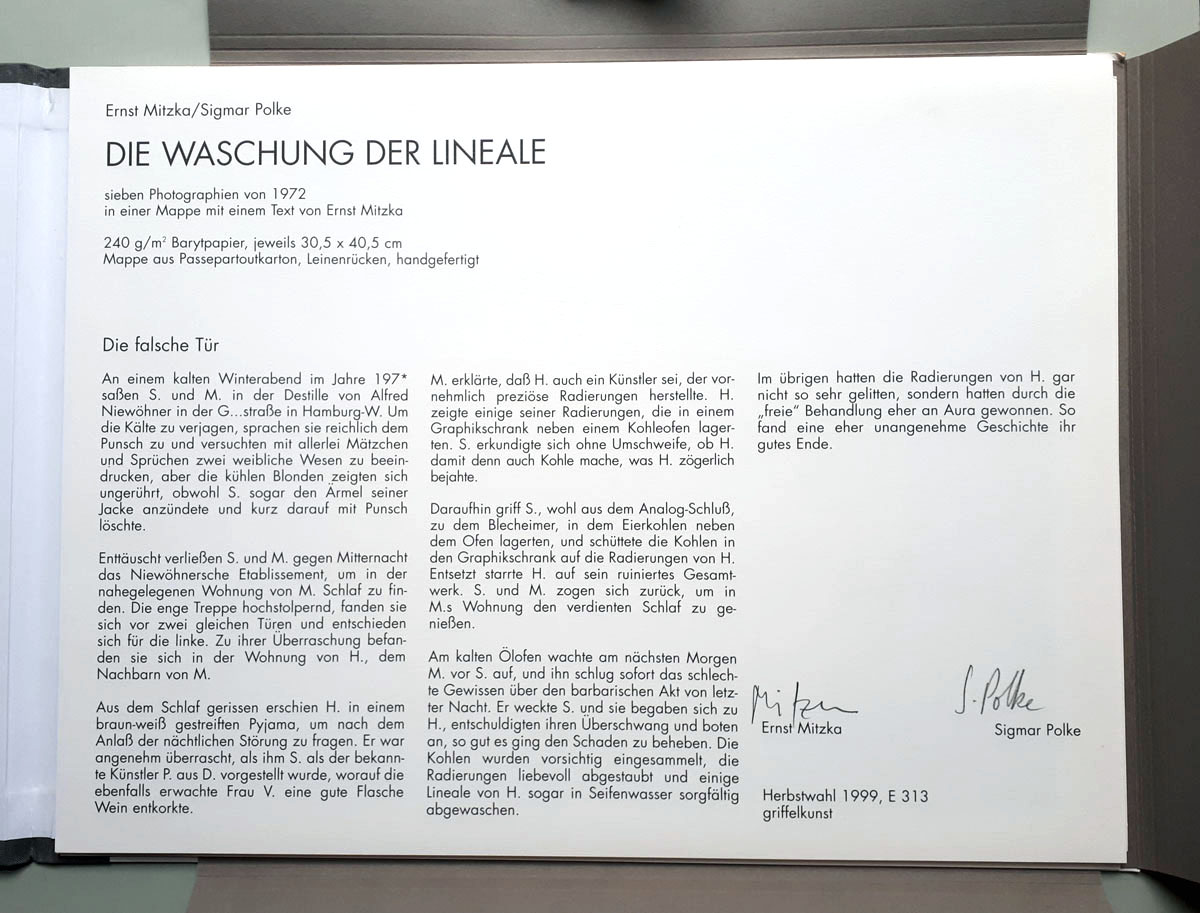 Ernst Mitzka/Sigmar Polke
DIE WASCHUNG DER LINEALE
sieben Photographien von 1972
in einer Mappe mit einem Text von Ernst Mitzka
240 g/m² Barytpapier, jeweils 30,5 x 40,5 cm
Mappe aus Passepartoutkarton, Leinenrücken, handgefertigt
Die falsche Tür
An einem kalten Winterabend im Jahre 197*
saßen S. und M. in der Destille von Alfred
Niewöhner in der G...straße in Hamburg-W. Um
die Kälte zu verjagen, sprachen sie reichlich dem
Punsch zu und versuchten mit allerlei Mätzchen
und Sprüchen zwei weibliche Wesen zu beein-
drucken, aber die kühlen Blonden zeigten sich
ungerührt, obwohl S. sogar den Ärmel seiner
Jacke anzündete und kurz darauf mit Punsch
löschte.
Enttäuscht verließen S. und M. gegen Mitternacht
das Niewöhnersche Etablissement, um in der
nahegelegenen Wohnung von M. Schlaf zu fin-
den. Die enge Treppe hochstolpernd, fanden sie
sich vor zwei gleichen Türen und entschieden
sich für die linke. Zu ihrer Überraschung befan-
den sie sich in der Wohnung von H., dem
Nachbarn von M.
Aus dem Schlaf gerissen erschien H. in einem
braun-weiß gestreiften Pyjama, um nach dem
Anlaß der nächtlichen Störung zu fragen. Er war
angenehm überrascht, als ihm S. als der bekann-
te Künstler P. aus D. vorgestellt wurde, worauf die
ebenfalls erwachte Frau V. eine gute Flasche
Wein entkorkte.
M. erklärte, daß H. auch ein Künstler sei, der vor-
nehmlich preziöse Radierungen herstellte. H.
zeigte einige seiner Radierungen, die in einem
Graphikschrank neben einem Kohleofen lager-
ten. S. erkundigte sich ohne Umschweife, ob H.
damit denn auch Kohle mache, was H. zögerlich
bejahte.
Daraufhin griff S., wohl aus dem Analog-Schluß,
zu dem Blecheimer, in dem Eierkohlen neben
dem Ofen lagerten, und schüttete die Kohlen in
den Graphikschrank auf die Radierungen von H.
Entsetzt starrte H. auf sein ruiniertes Gesamt-
werk. S. und M. zogen sich zurück, um in
M.s Wohnung den verdienten Schlaf zu ge-
nießen.
Am kalten Ölofen wachte am nächsten Morgen
M. vor S. auf, und ihn schlug sofort das schlech-
te Gewissen über den barbarischen Akt von letz-
ter Nacht. Er weckte S. und sie begaben sich zu
H., entschuldigten ihren Überschwang und boten
an, so gut es ging den Schaden zu beheben. Die
Kohlen wurden vorsichtig eingesammelt, die
Radierungen liebevoll abgestaubt und einige
Lineale von H. sogar in Seifenwasser sorgfältig
abgewaschen.
Im übrigen hatten die Radierungen von H. gar
nicht so sehr gelitten, sondern hatten durch die
„freie“ Behandlung eher an Aura gewonnen. So
fand eine eher unangenehme Geschichte ihr
gutes Ende.
Mitzka
Ernst Mitzka
S. Polke
Sigmar Polke
Herbstwahl 1999, E 313
griffelkunst